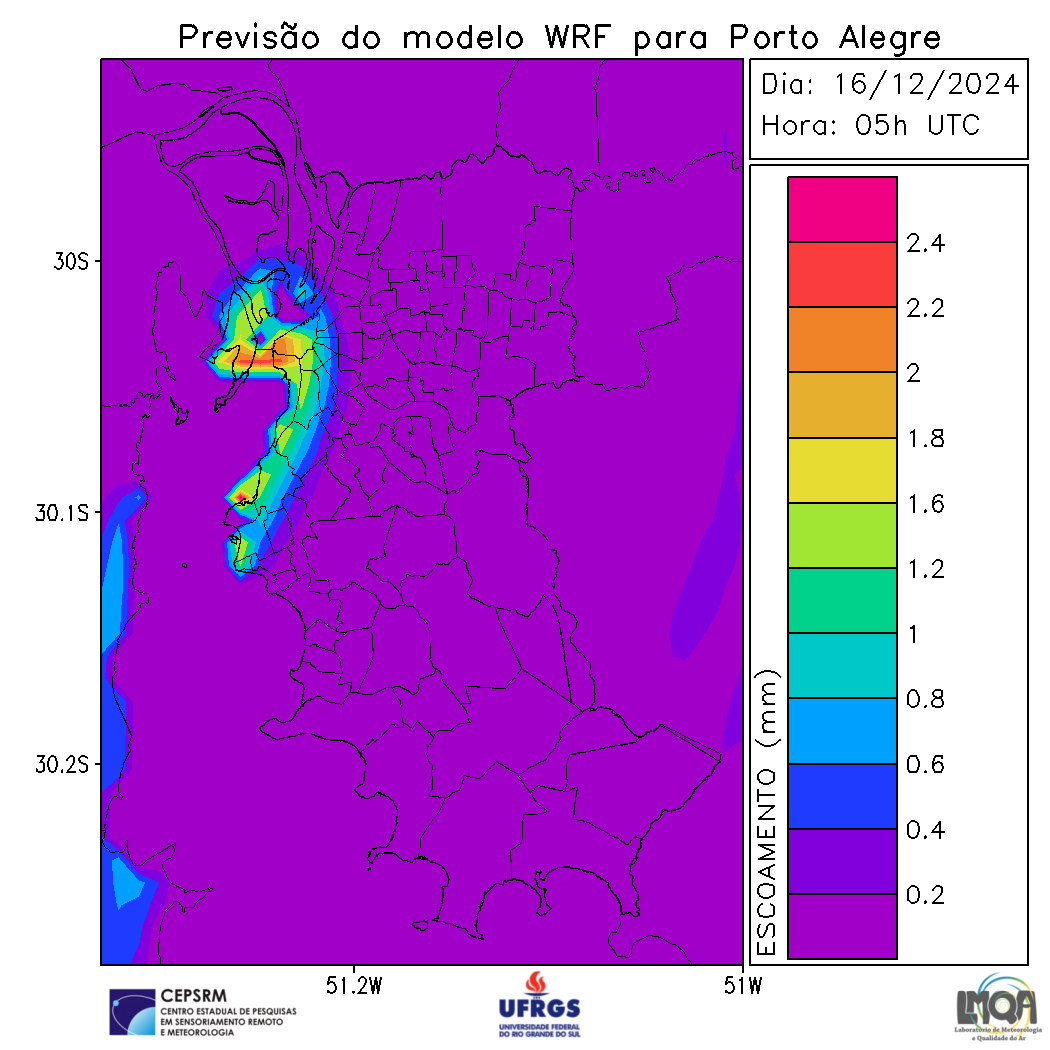 Previsão do modelo WRF para Porto Alegre
Dia: 16/12/2024
Hora: 05h UTC
30S
30.1S
30.2S
51.2W
51W
2.4
2.2
2
1.8
1.6
1.2
1
0.8
0.6
0.4
0.2
ESCOAMENTO (mm)
CEPSRM
CENTRO ESTADUAL DE PESQUISAS
EM SENSORIAMENTO REMOTO
E METEOROLOGIA
UFRGS
UNIVERSIDADE FEDERAL
DO RIO GRANDE DO SUL
LMQA
Laboratório de Meteorologia
e Qualidade do Ar